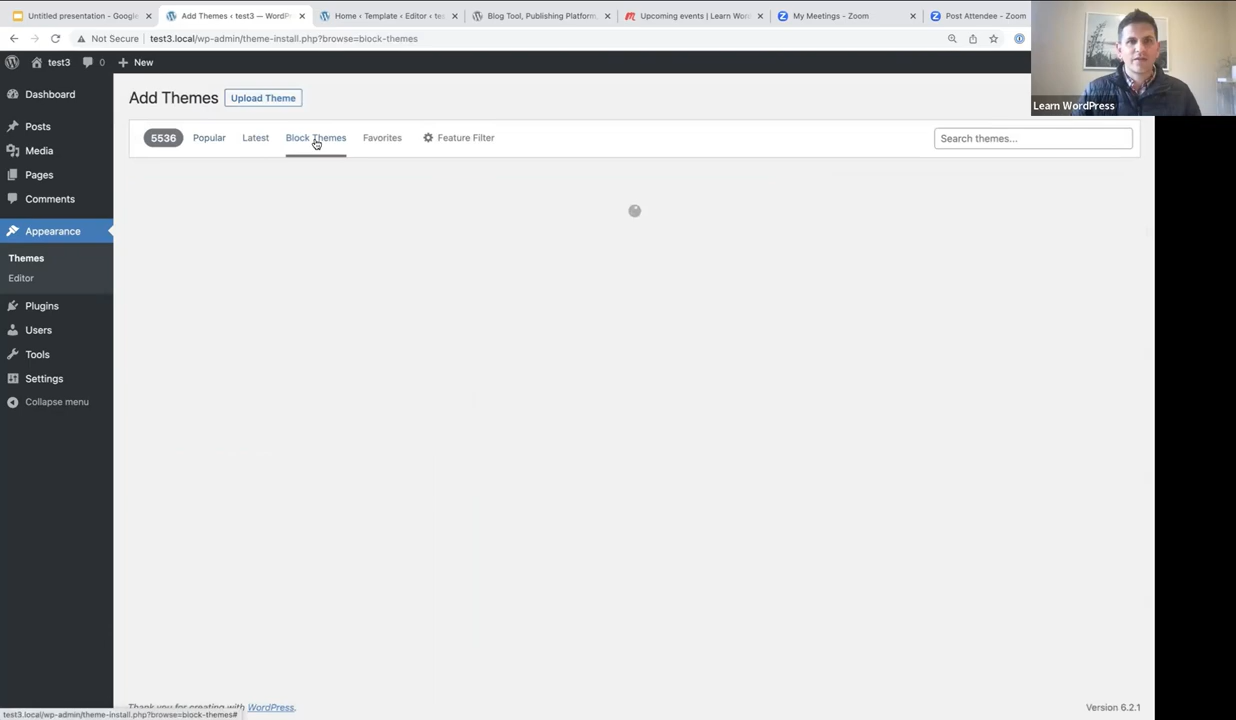 Untitled presentation - Google
Add Themes ‹ test3 — WordPr
Home ‹ Template ‹ Editor ‹ tes
Blog Tool, Publishing Platform,
Upcoming events | Learn Wor
My Meetings - Zoom
Post Attendee - Zoom
Not Secure
test3.local/wp-admin/theme-install.php?browse=block-themes
test3
0
New
Learn WordPress
Dashboard
Posts
Media
Pages
Comments
Appearance
Themes
Editor
Plugins
Users
Tools
Settings
Collapse menu
Add Themes
Upload Theme
5536
Popular
Latest
Block Themes
Favorites
Feature Filter
Search themes...
Thank you for creating with WordPress.
Version 6.2.1
test3.local/wp-admin/theme-install.php?browse=block-themes#